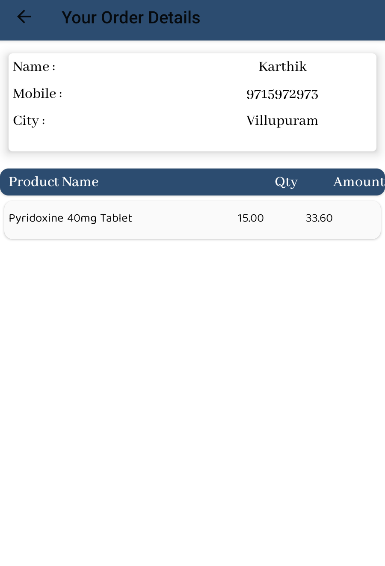 Your Order Details
Name : Karthik
Mobile : 9715972973
City : Villupuram
Product Name Qty Amount
Pyridoxine 40mg Tablet 15.00 33.60